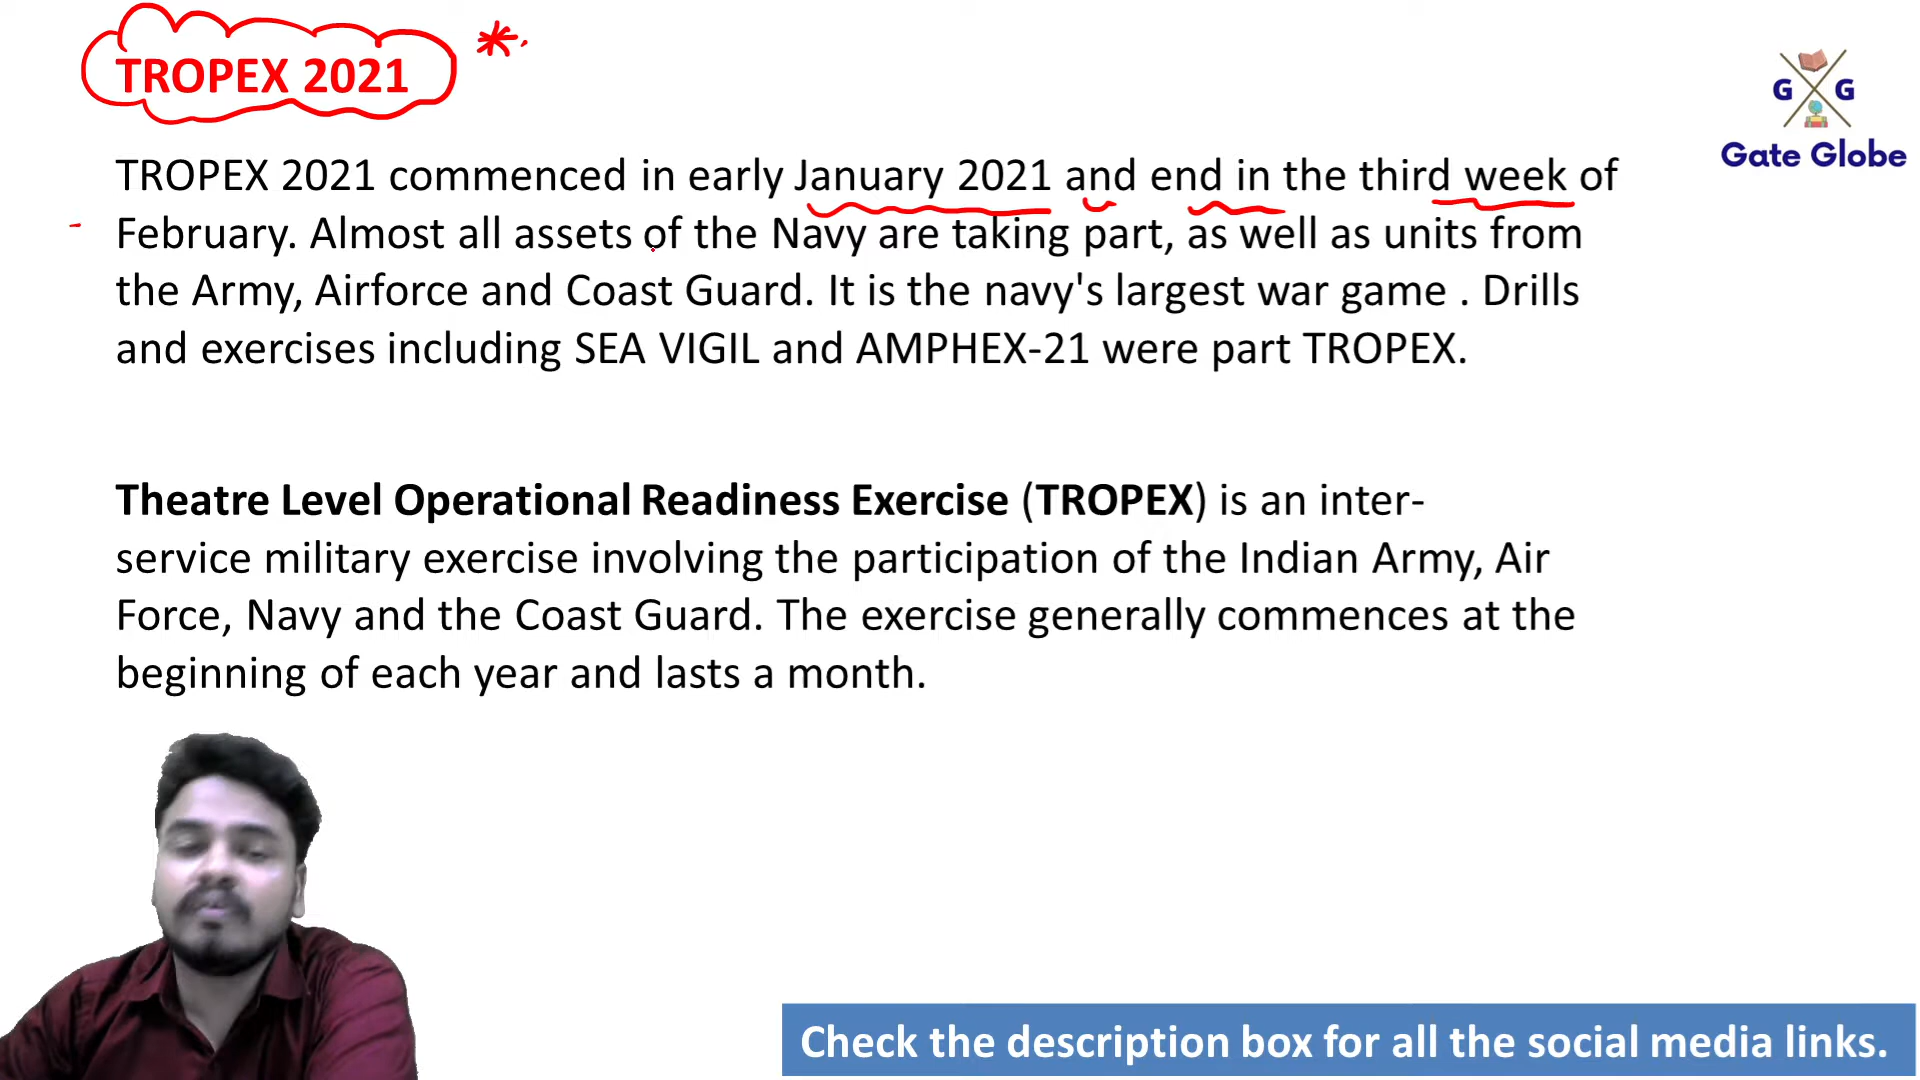 TROPEX 2021 *
G G
Gate Globe
TROPEX 2021 commenced in early January 2021 and end in the third week of
February. Almost all assets of the Navy are taking part, as well as units from
the Army, Airforce and Coast Guard. It is the navy's largest war game . Drills
and exercises including SEA VIGIL and AMPHEX-21 were part TROPEX.
Theatre Level Operational Readiness Exercise (TROPEX) is an inter-
service military exercise involving the participation of the Indian Army, Air
Force, Navy and the Coast Guard. The exercise generally commences at the
beginning of each year and lasts a month.
Check the description box for all the social media links.